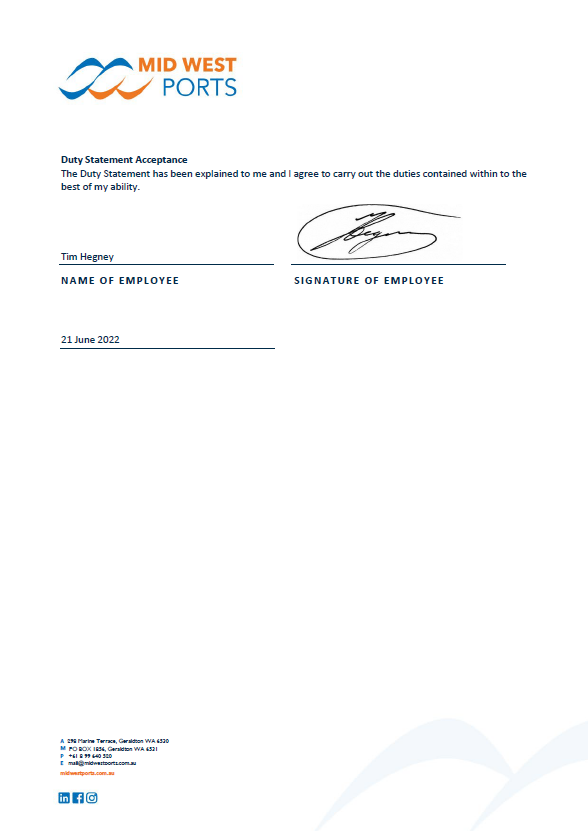 MID WEST
PORTS
Duty Statement Acceptance
The Duty Statement has been explained to me and I agree to carry out the duties contained within to the
best of my ability.
Tim Hegney
NAME OF EMPLOYEE
SIGNATURE OF EMPLOYEE
21 June 2022
A 298 Marine Terrace, Geraldton WA 6530
M PO BOX 1856, Geraldton WA 6531
P +61 8 99 640 520
E mail@midwestports.com.au
midwestports.com.au